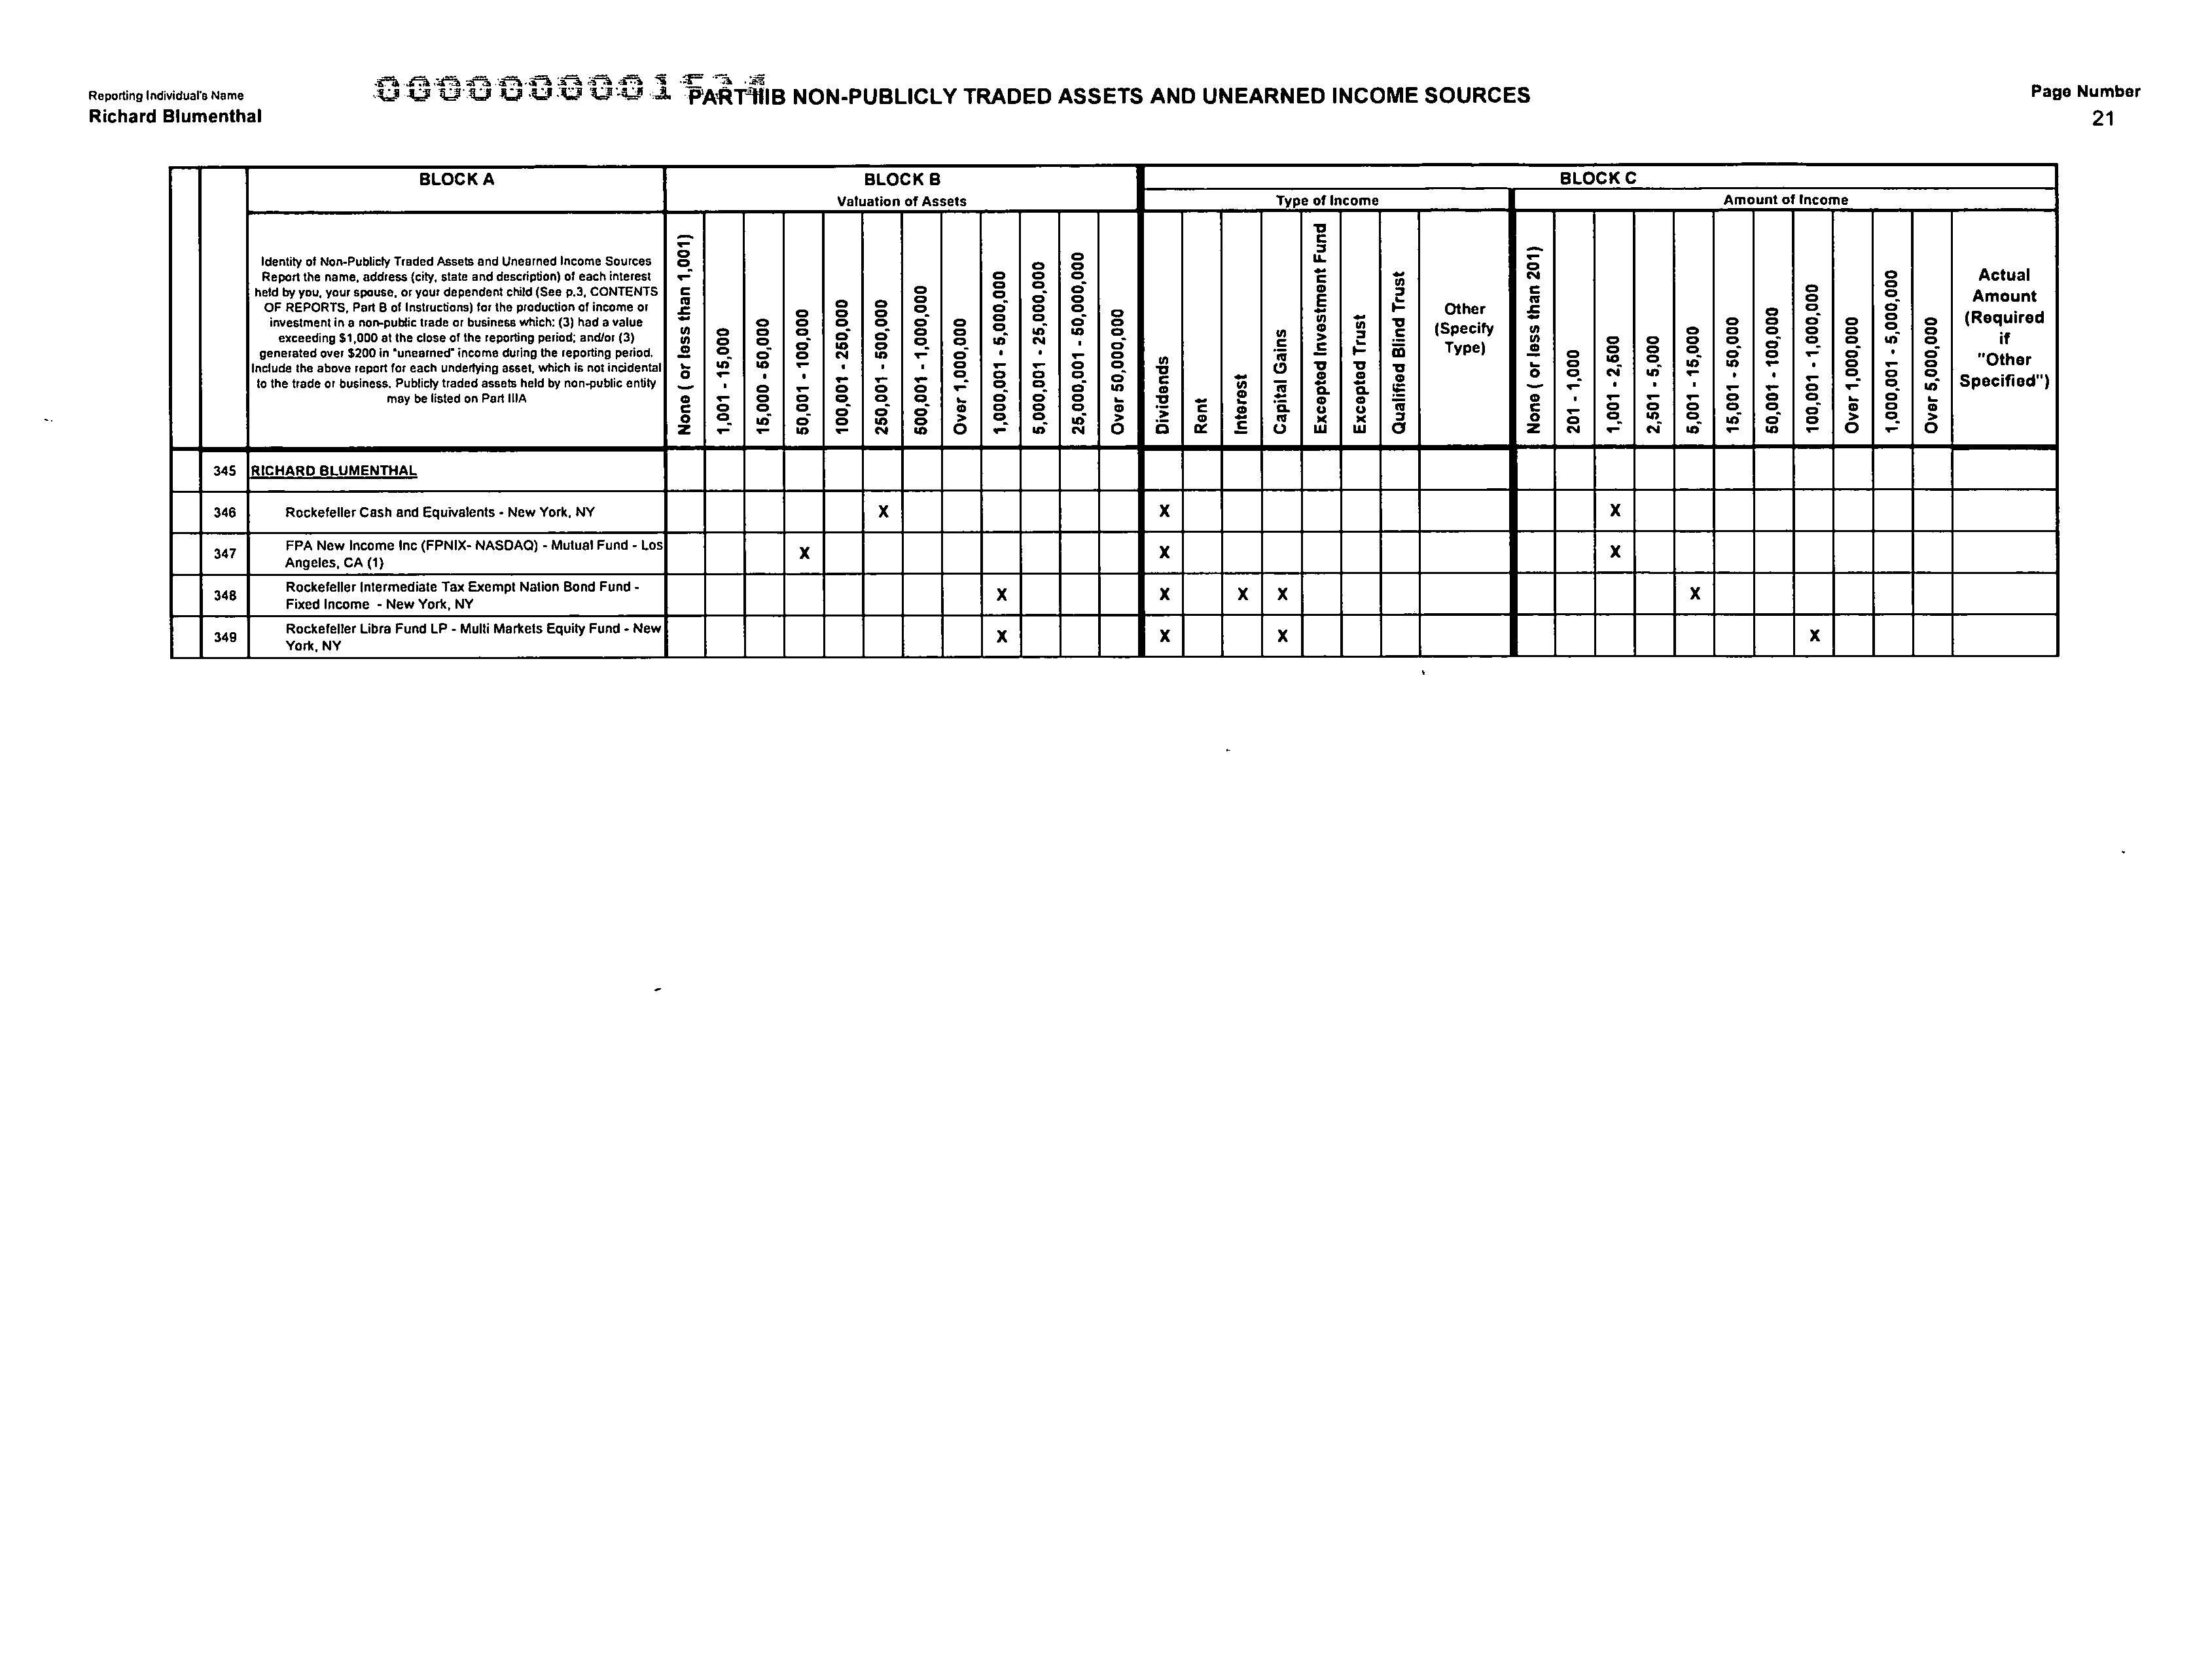 Reporting Individual's Name
Richard Blumenthal
PART IIIB NON-PUBLICLY TRADED ASSETS AND UNEARNED INCOME SOURCES
Page Number
21
BLOCK A
BLOCK B
BLOCK C
Valuation of Assets
Type of Income
Amount of Income
Identity of Non-Publicly Traded Assets and Unearned Income Sources
Report the name, address (city, state and description) of each interest
held by you, your spouse, or your dependent child (See p.3, CONTENTS
OF REPORTS, Part B of Instructions) for the production of income or
investment in a non-public trade or business which: (3) had a value
exceeding $1,000 at the close of the reporting period; and/or (3)
generated over $200 in "unearned" income during the reporting period.
Include the above report for each underlying asset, which is not incidental
to the trade or business. Publicly traded assets held by non-public entity
may be listed on Part IIIA
None ( or less than 1,001)
1,001 - 15,000
15,000 - 50,000
50,001 - 100,000
100,001 - 250,000
250,001 - 500,000
500,001 - 1,000,000
Over 1,000,000
1,000,001 - 5,000,000
5,000,001 - 25,000,000
25,000,001 - 50,000,000
Over 50,000,000
Dividends
Rent
Interest
Capital Gains
Excepted Investment Fund
Excepted Trust
Qualified Blind Trust
Other
(Specify
Type)
None ( or less than 201)
201 - 1,000
1,001 - 2,500
2,501 - 5,000
5,001 - 15,000
15,001 - 50,000
50,001 - 100,000
100,001 - 1,000,000
Over 1,000,000
1,000,001 - 5,000,000
Over 5,000,000
Actual
Amount
(Required
if
"Other
Specified")
345 RICHARD BLUMENTHAL
346 Rockefeller Cash and Equivalents - New York, NY X X X
347 FPA New Income Inc (FPNIX- NASDAQ) - Mutual Fund - Los
Angeles, CA (1) X X X
348 Rockefeller Intermediate Tax Exempt Nation Bond Fund -
Fixed Income - New York, NY X X X X X
349 Rockefeller Libra Fund LP - Multi Markets Equity Fund - New
York, NY X X X X